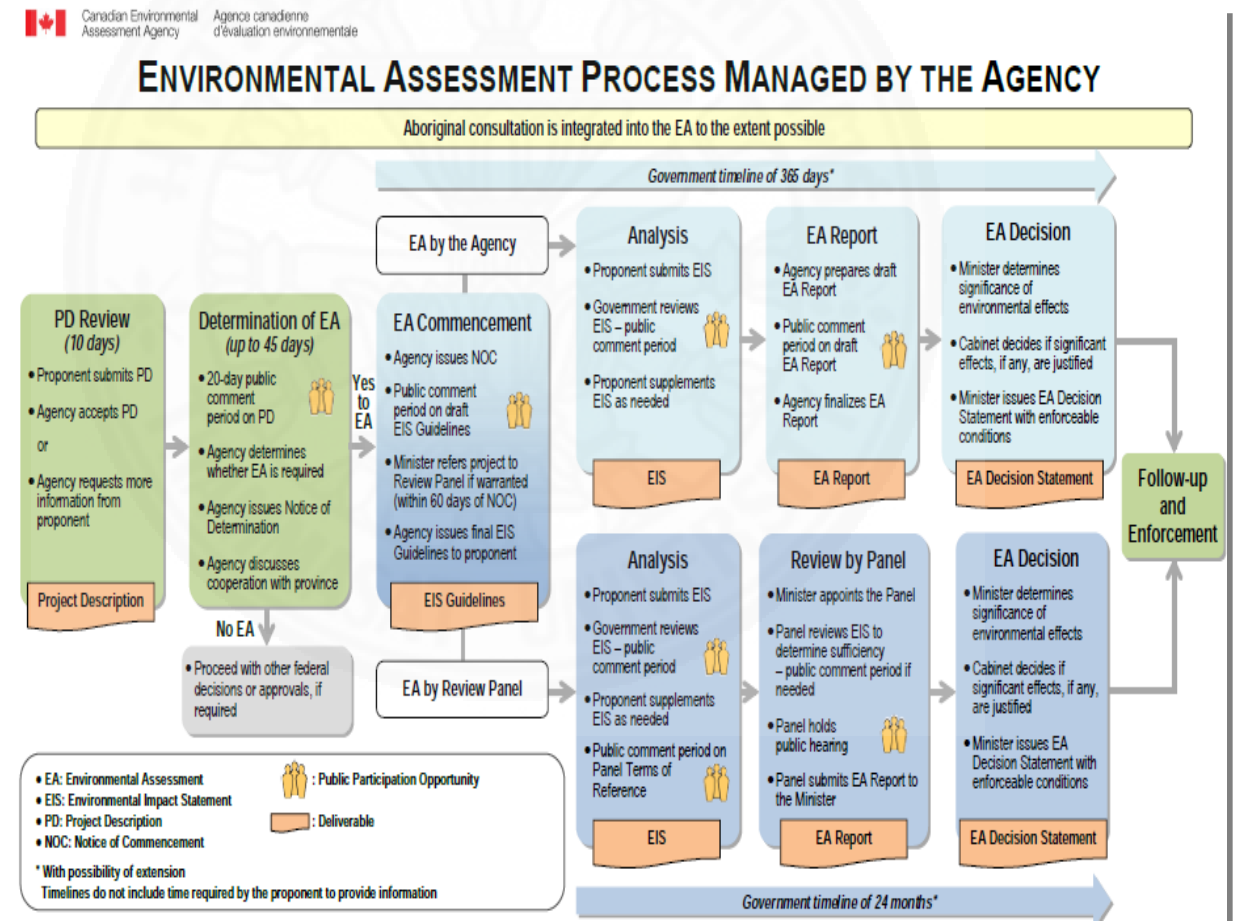 Canadian Environmental
Assessment Agency
Agence canadienne
d'évaluation environnementale
ENVIRONMENTAL ASSESSMENT PROCESS MANAGED BY THE AGENCY
Aboriginal consultation is integrated into the EA to the extent possible
Government timeline of 365 days*
PD Review
(10 days)
• Proponent submits PD
• Agency accepts PD
or
• Agency requests more
information from
proponent
Project Description
Determination of EA
(up to 45 days)
• 20-day public
comment
period on PD
• Agency determines
whether EA is required
• Agency issues Notice of
Determination
• Agency discusses
cooperation with province
No EA
• Proceed with other federal
decisions or approvals, if
required
Yes
to
EA
EA by the Agency
EA Commencement
• Agency issues NOC
• Public comment
period on draft
EIS Guidelines
• Minister refers project to
Review Panel if warranted
(within 60 days of NOC)
• Agency issues final EIS
Guidelines to proponent
EIS Guidelines
EA by Review Panel
Analysis
• Proponent submits EIS
• Government reviews
EIS – public
comment period
• Proponent supplements
EIS as needed
EIS
EA Report
• Agency prepares draft
EA Report
• Public comment
period on draft
EA Report
• Agency finalizes EA
Report
EA Report
EA Decision
• Minister determines
significance of
environmental effects
• Cabinet decides if significant
effects, if any, are justified
• Minister issues EA Decision
Statement with enforceable
conditions
EA Decision Statement
Analysis
• Proponent submits EIS
• Government reviews
EIS – public
comment period
• Proponent supplements
EIS as needed
• Public comment period on
Panel Terms of
Reference
EIS
Review by Panel
• Minister appoints the Panel
• Panel reviews EIS to
determine sufficiency
– public comment period if
needed
• Panel holds
public hearing
• Panel submits EA Report to
the Minister
EA Report
EA Decision
• Minister determines
significance of
environmental effects
• Cabinet decides if
significant effects, if any,
are justified
• Minister issues EA
Decision Statement with
enforceable conditions
EA Decision Statement
Follow-up
and
Enforcement
Government timeline of 24 months*
• EA: Environmental Assessment
• EIS: Environmental Impact Statement
• PD: Project Description
• NOC: Notice of Commencement
: Public Participation Opportunity
: Deliverable
* With possibility of extension
Timelines do not include time required by the proponent to provide information